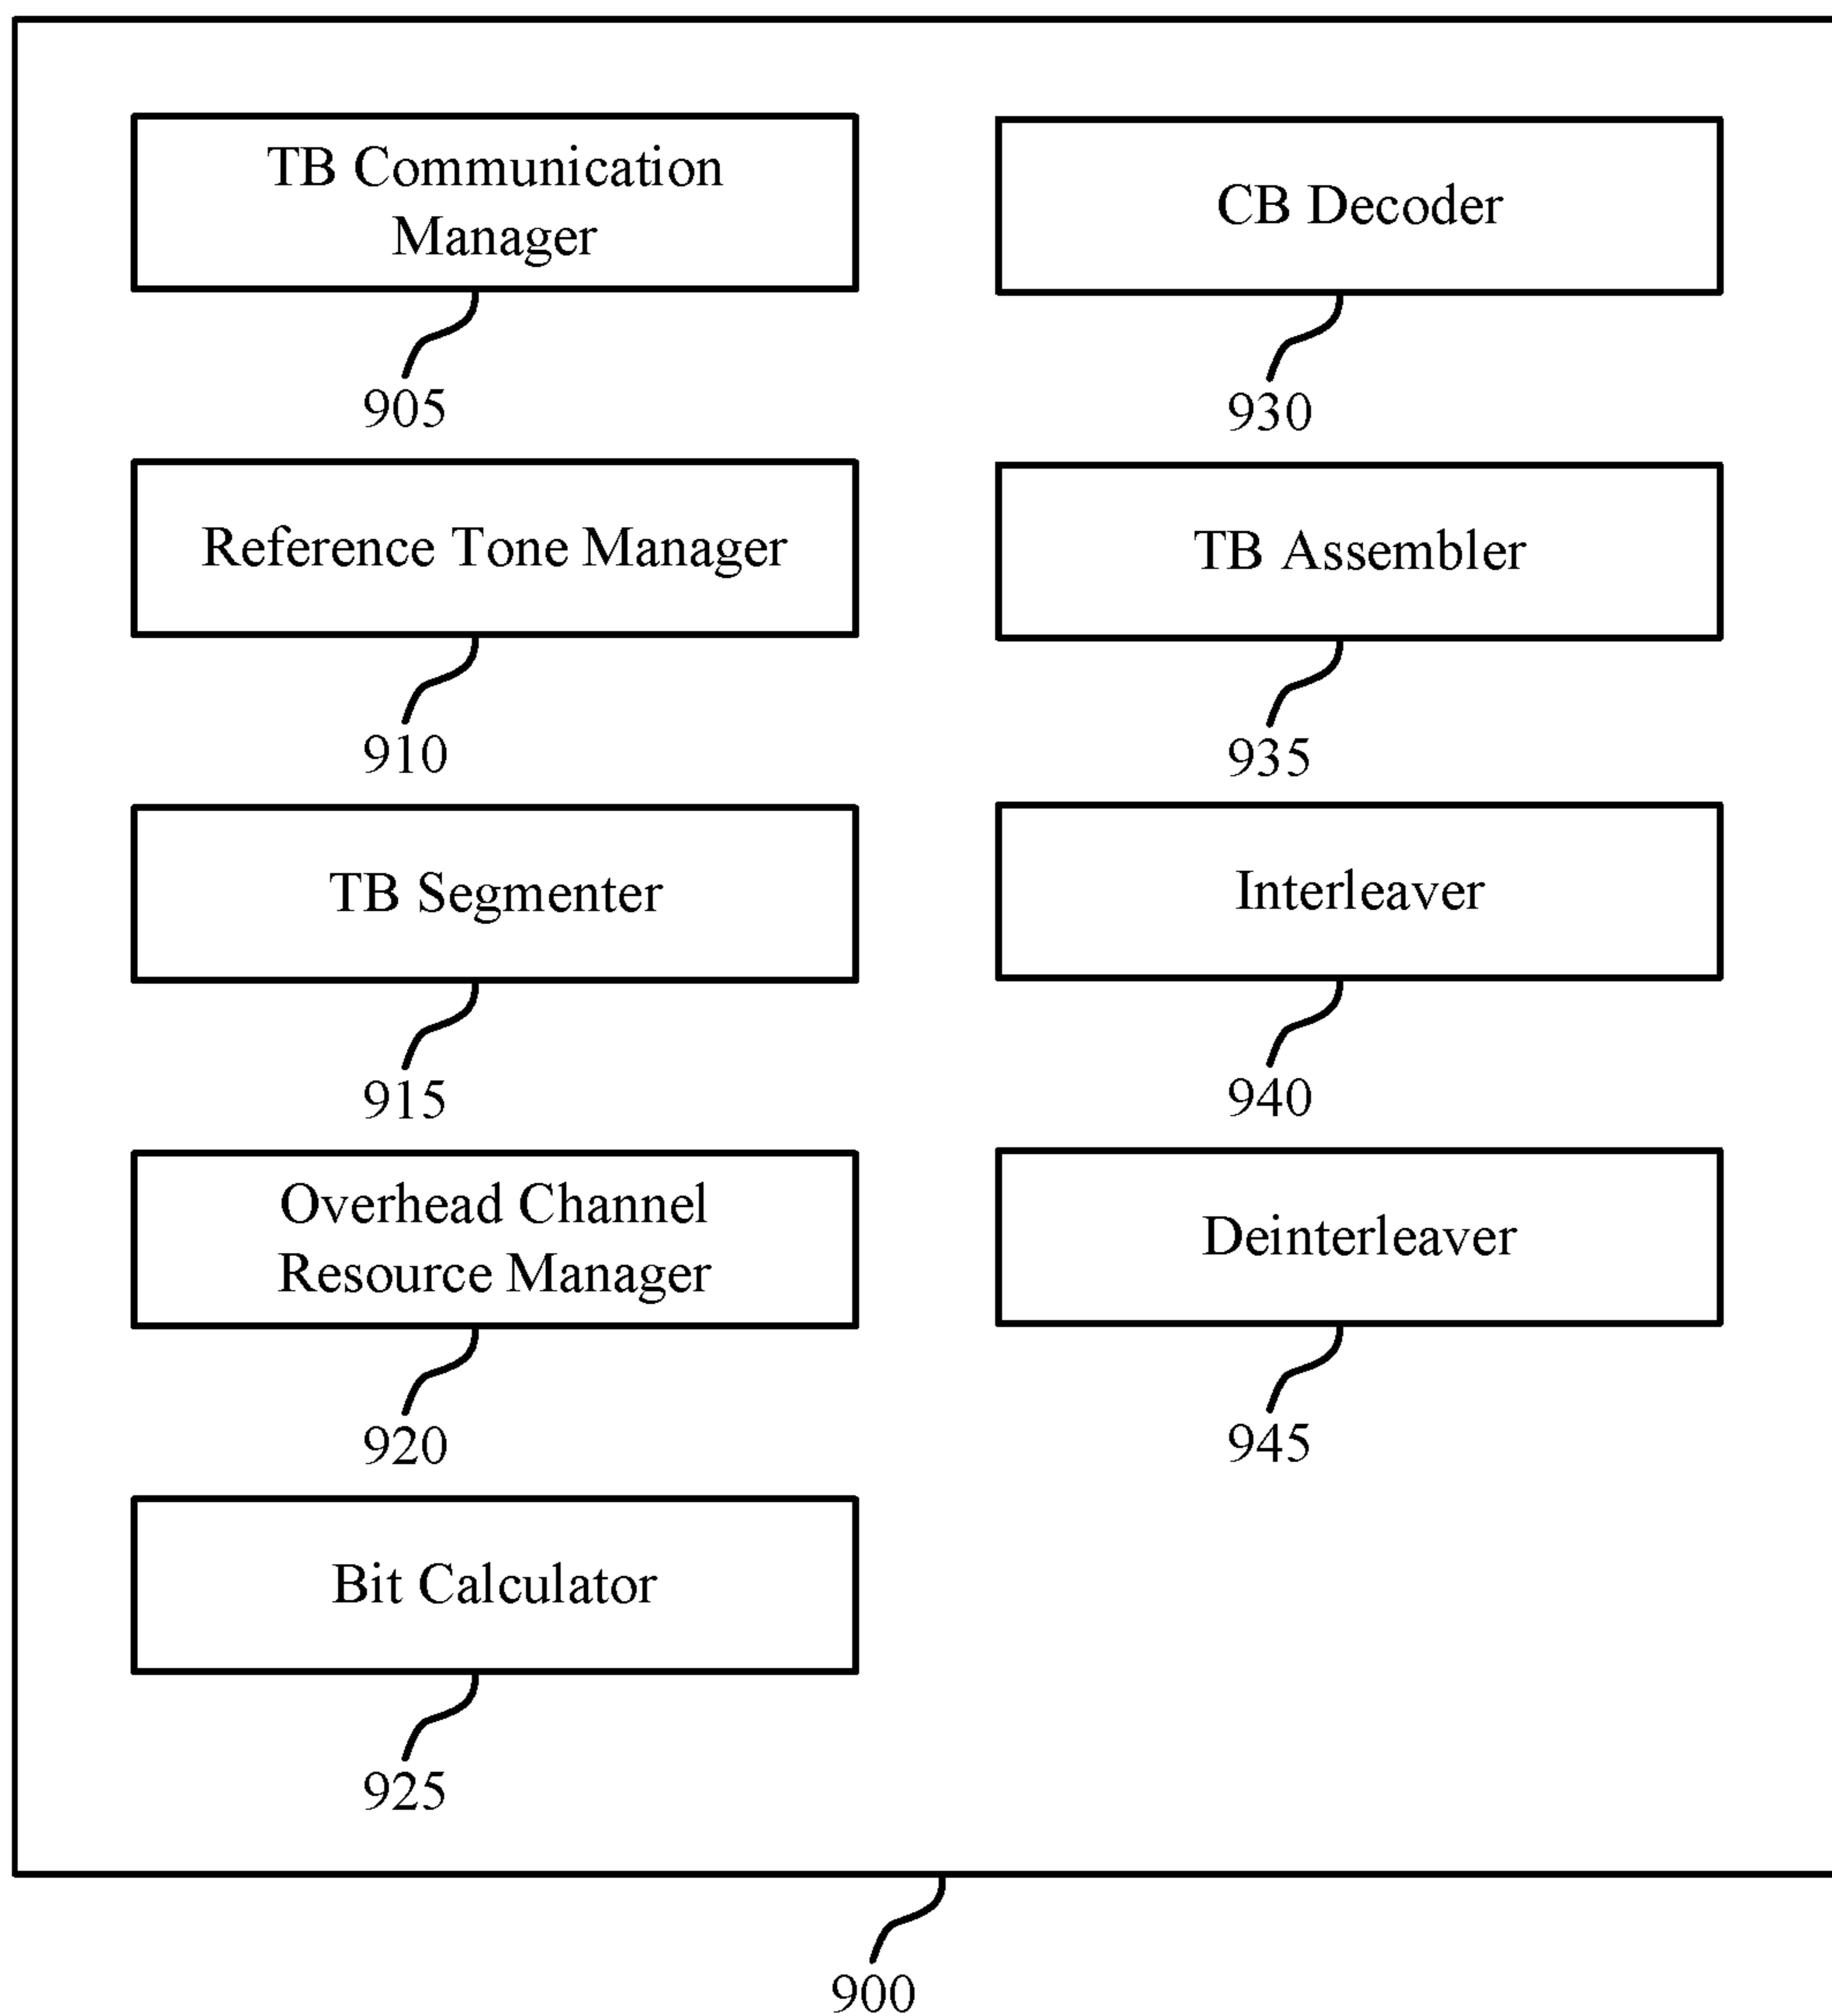 TB Communication
Manager
905
Reference Tone Manager
910
TB Segmenter
915
Overhead Channel
Resource Manager
920
Bit Calculator
925
CB Decoder
930
TB Assembler
935
Interleaver
940
Deinterleaver
945
900